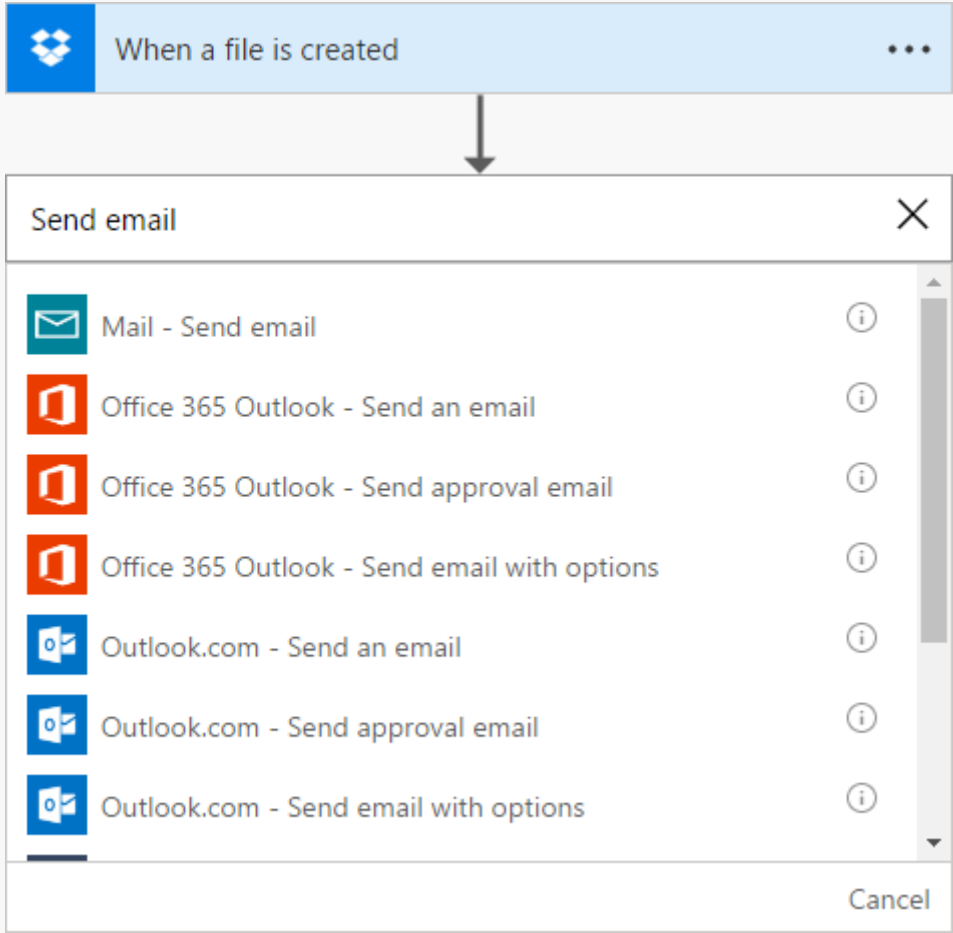 When a file is created
Send email
Mail - Send email
Office 365 Outlook - Send an email
Office 365 Outlook - Send approval email
Office 365 Outlook - Send email with options
Outlook.com - Send an email
Outlook.com - Send approval email
Outlook.com - Send email with options
Cancel